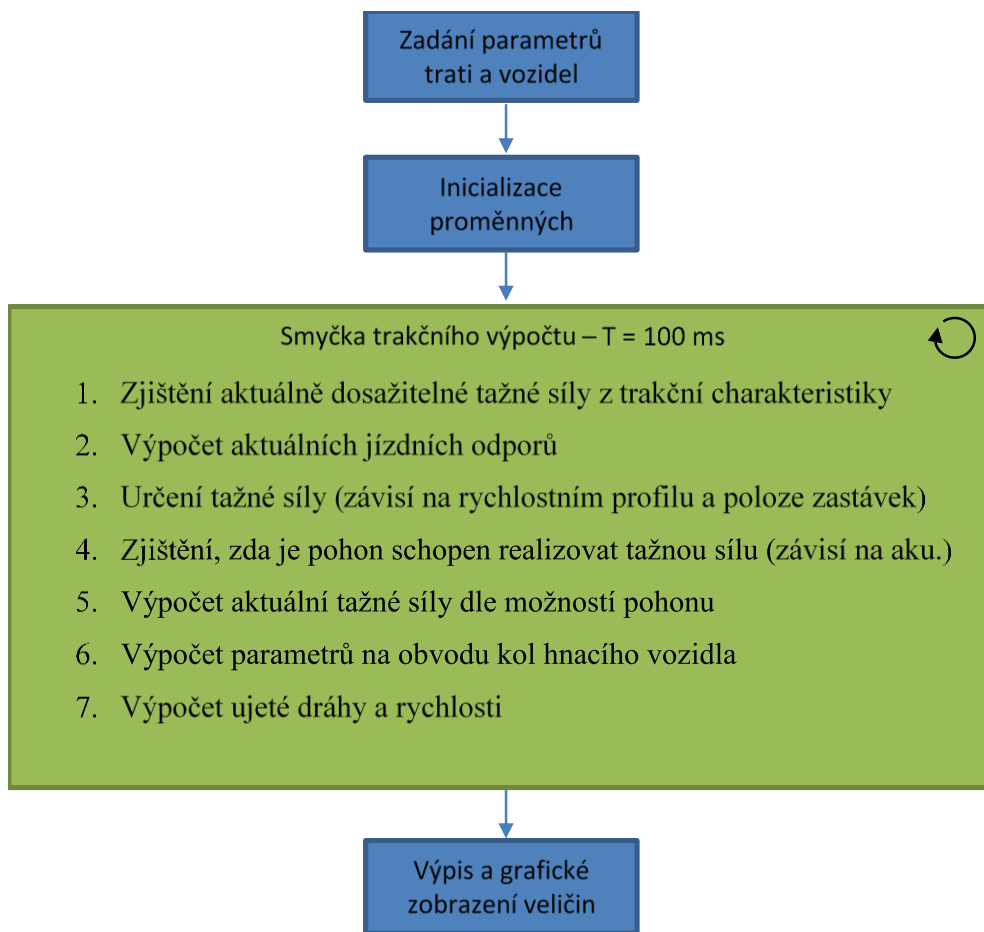 Zadání parametrů
trati a vozidel
Inicializace
proměnných
Smyčka trakčního výpočtu – T = 100 ms
1. Zjištění aktuálně dosažitelné tažné síly z trakční charakteristiky
2. Výpočet aktuálních jízdních odporů
3. Určení tažné síly (závisí na rychlostním profilu a poloze zastávek)
4. Zjištění, zda je pohon schopen realizovat tažnou sílu (závisí na aku.)
5. Výpočet aktuální tažné síly dle možností pohonu
6. Výpočet parametrů na obvodu kol hnacího vozidla
7. Výpočet ujeté dráhy a rychlosti
Výpis a grafické
zobrazení veličin